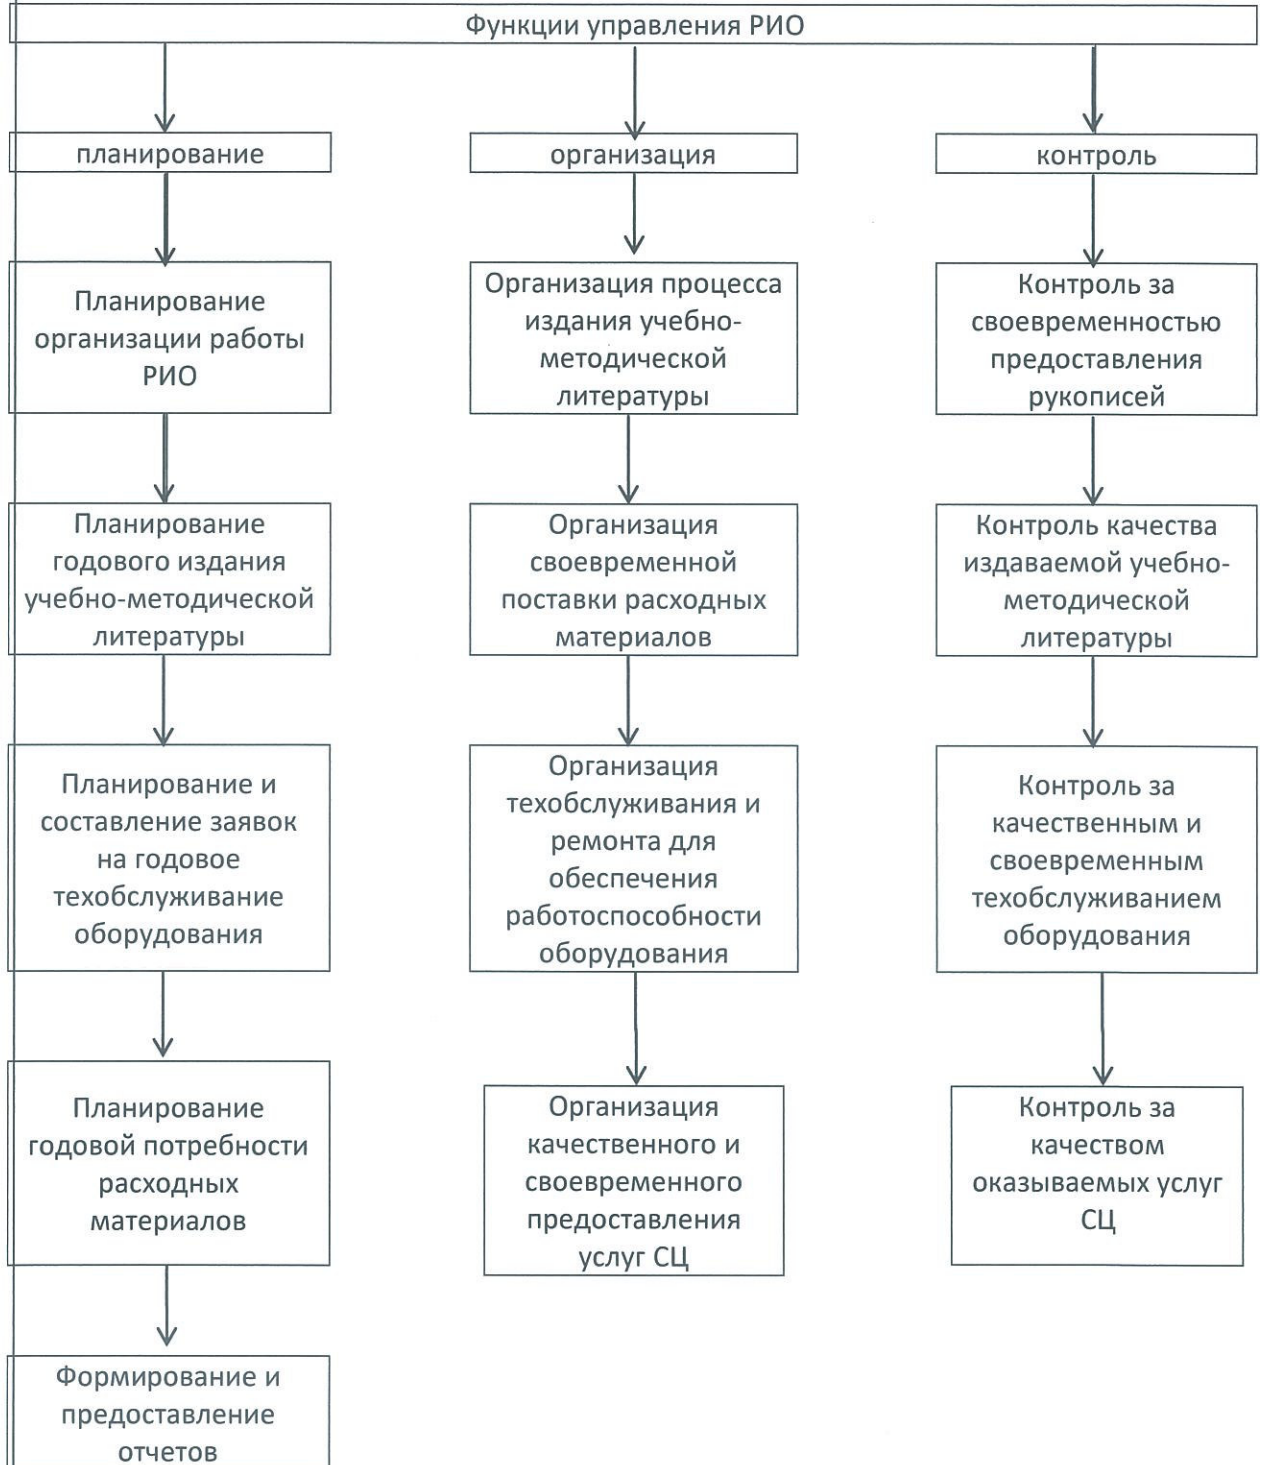 Функции управления РИО
планирование
Планирование
организации работы
РИО
Планирование
годового издания
учебно-методической
литературы
Планирование и
составление заявок
на годовое
техобслуживание
оборудования
Планирование
годовой потребности
расходных
материалов
Формирование и
предоставление
отчетов
организация
Организация процесса
издания учебно-
методической
литературы
Организация
своевременной
поставки расходных
материалов
Организация
техобслуживания и
ремонта для
обеспечения
работоспособности
оборудования
Организация
качественного и
своевременного
предоставления
услуг СЦ
контроль
Контроль за
своевременностью
предоставления
рукописей
Контроль качества
издаваемой учебно-
методической
литературы
Контроль за
качественным и
своевременным
техобслуживанием
оборудования
Контроль за
качеством
оказываемых услуг
СЦ